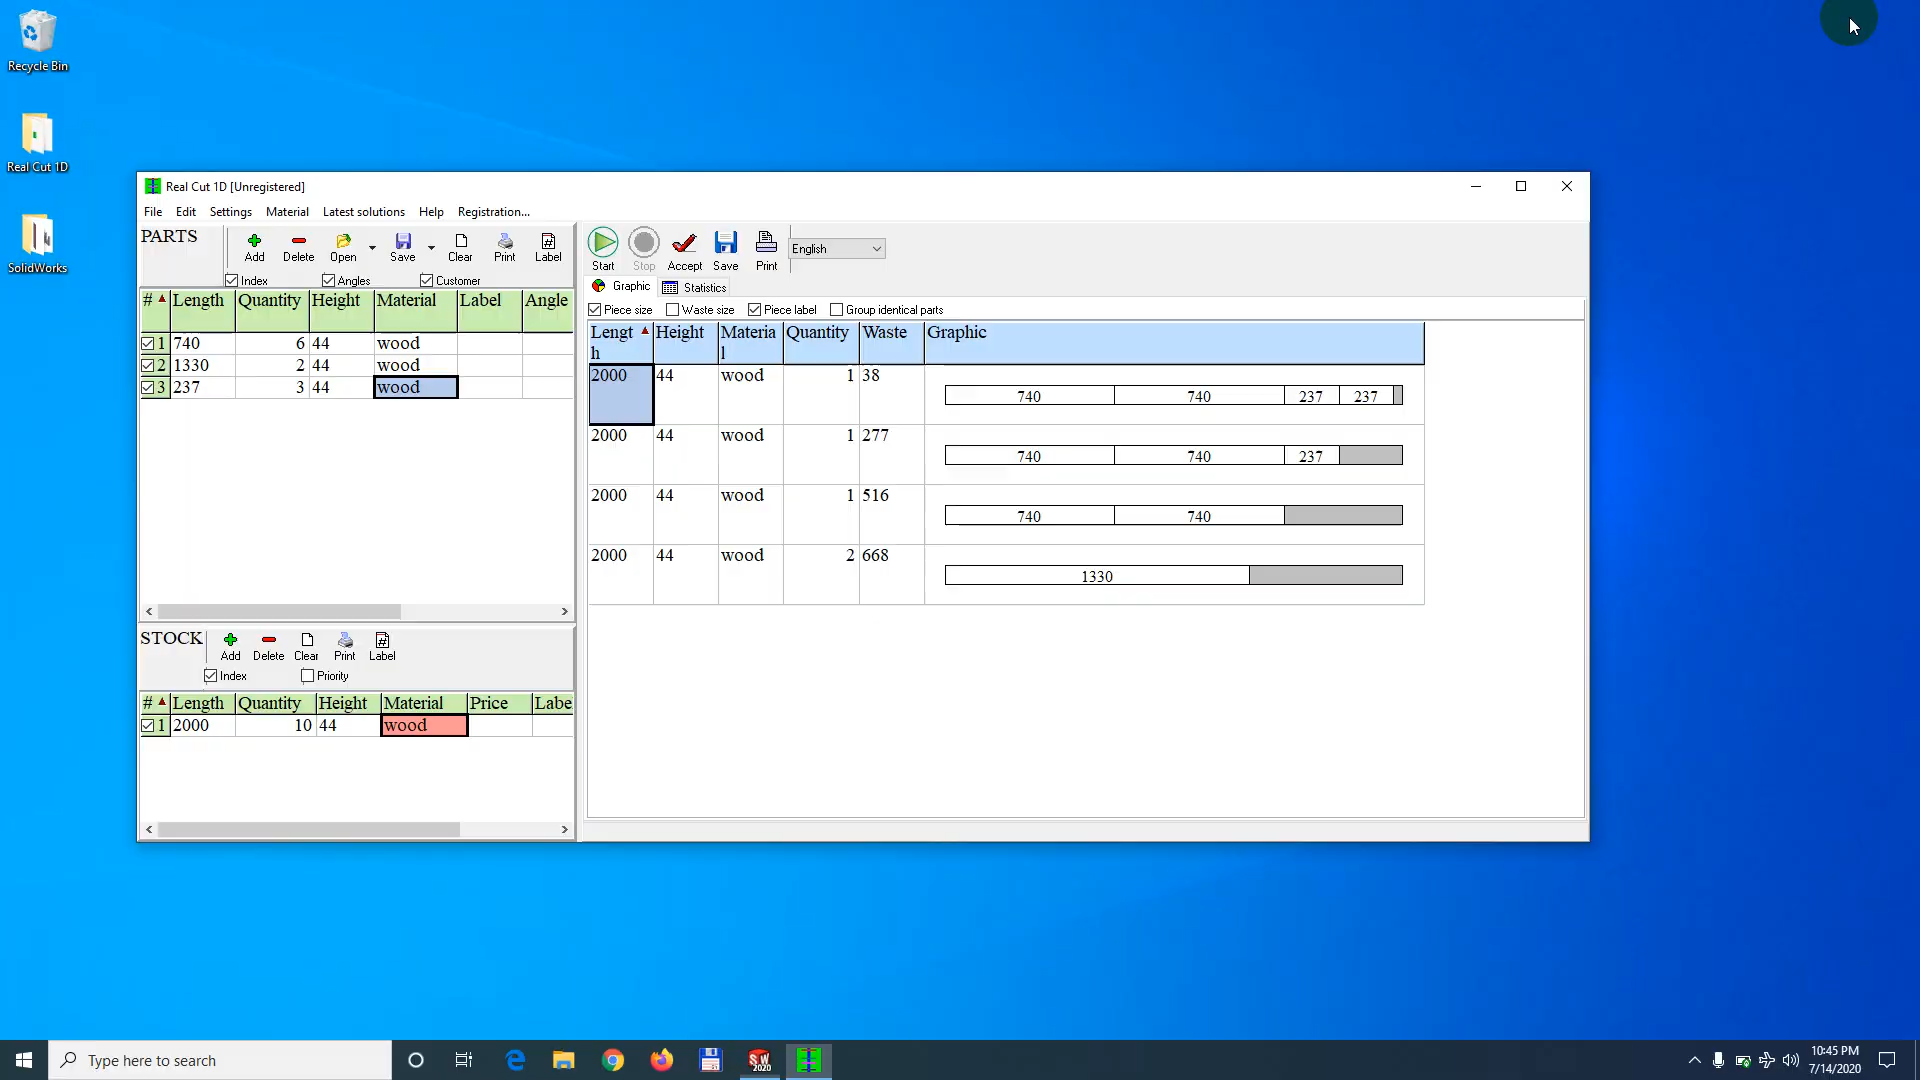 Recycle Bin
Real Cut 1D
SolidWorks
Real Cut 1D [Unregistered]
File Edit Settings Material Latest solutions Help Registration...
PARTS
Add Delete Open Save Clear Print Label
Index Angles Customer
# Length Quantity Height Material Label Angle
1 740 6 44 wood
2 1330 2 44 wood
3 237 3 44 wood
STOCK
Add Delete Clear Print Label
Index Priority
# Length Quantity Height Material Price Labe
1 2000 10 44 wood
Start Stop Accept Save Print English
Graphic Statistics
Piece size Waste size Piece label Group identical parts
Lengt
h
Height
Materia
l
Quantity Waste Graphic
2000 44 wood 1 38
740 740 237 237
2000 44 wood 1 277
740 740 237
2000 44 wood 1 516
740 740
2000 44 wood 2 668
1330
Type here to search
SW
2020
10:45 PM
7/14/2020